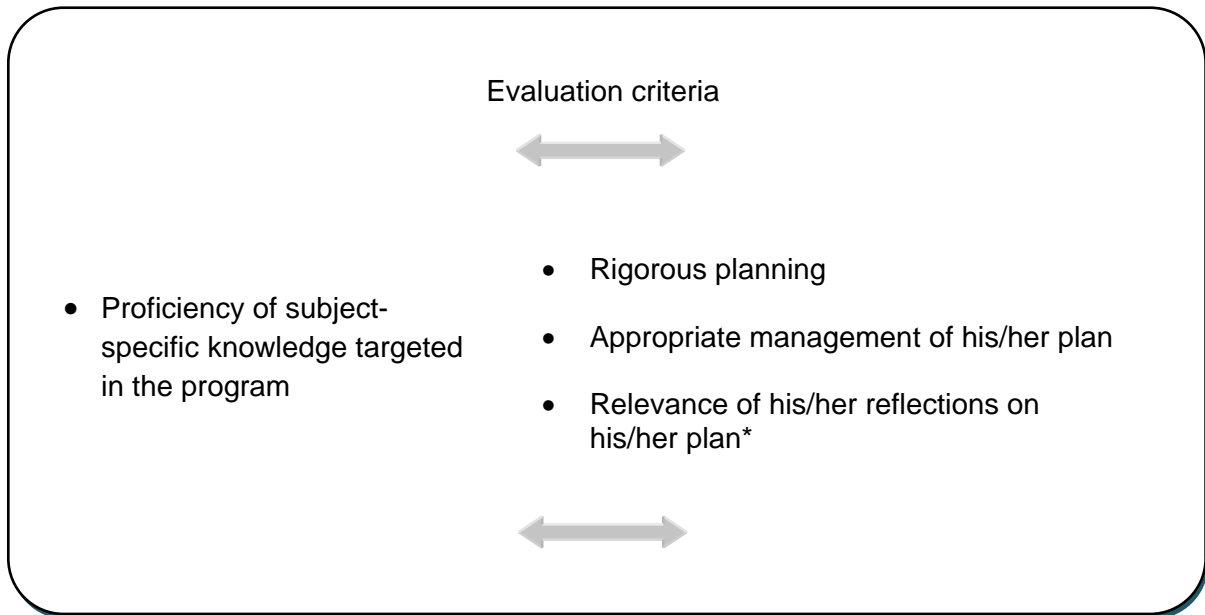 Evaluation criteria
• Proficiency of subject-
specific knowledge targeted
in the program
• Rigorous planning
• Appropriate management of his/her plan
• Relevance of his/her reflections on
his/her plan*